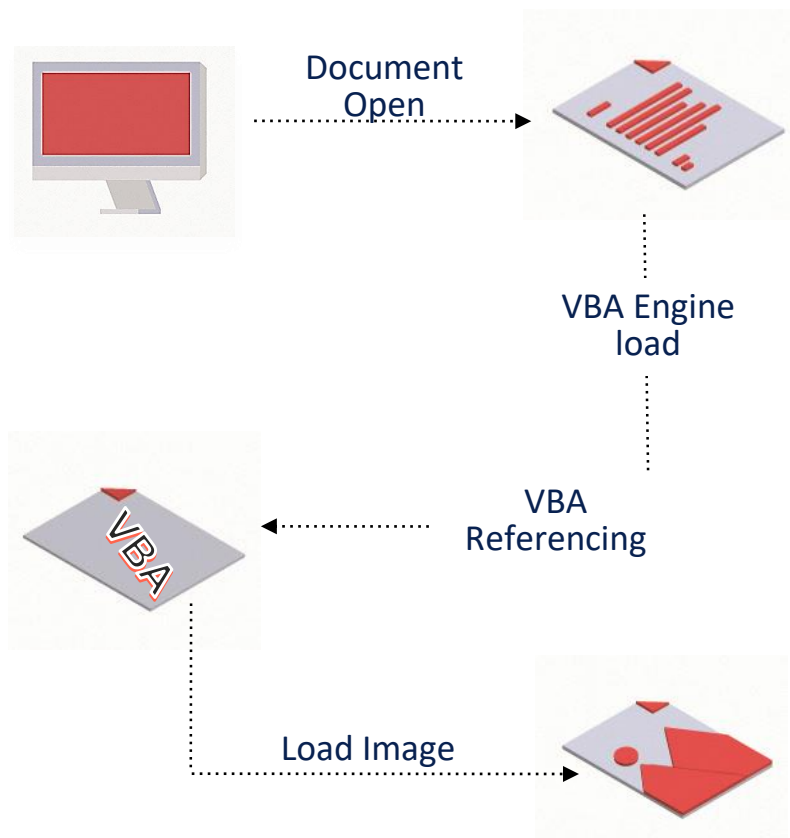 Document
Open
VBA Engine
load
VBA
Referencing
VBA
Load Image